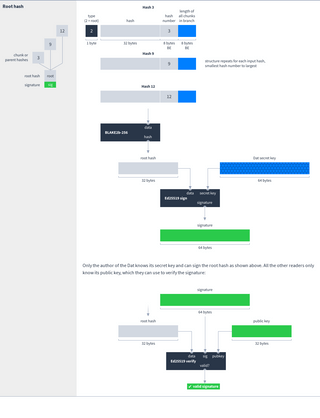 Root hash
Hash 3
type
(2 = root)
hash
hash
number
length of
all chunks
in branch
2
3
1 byte
32 bytes
8 bytes
BE
8 bytes
BE
12
9
3
chunk or
parent hashes
root hash
root
signature
Hash 9
9
structure repeats for each input hash,
smallest hash number to largest
Hash 12
12
data
BLAKE2b-256
hash
root hash
Dat secret key
32 bytes
64 bytes
data
secret key
Ed25519 sign
signature
signature
64 bytes
Only the author of the Dat knows its secret key and can sign the root hash as shown above. All the other readers only
know its public key, which they can use to verify the signature:
signature
64 bytes
root hash
public key
32 bytes
32 bytes
data
sig
pubkey
Ed25519 verify
valid?
✔ valid signature